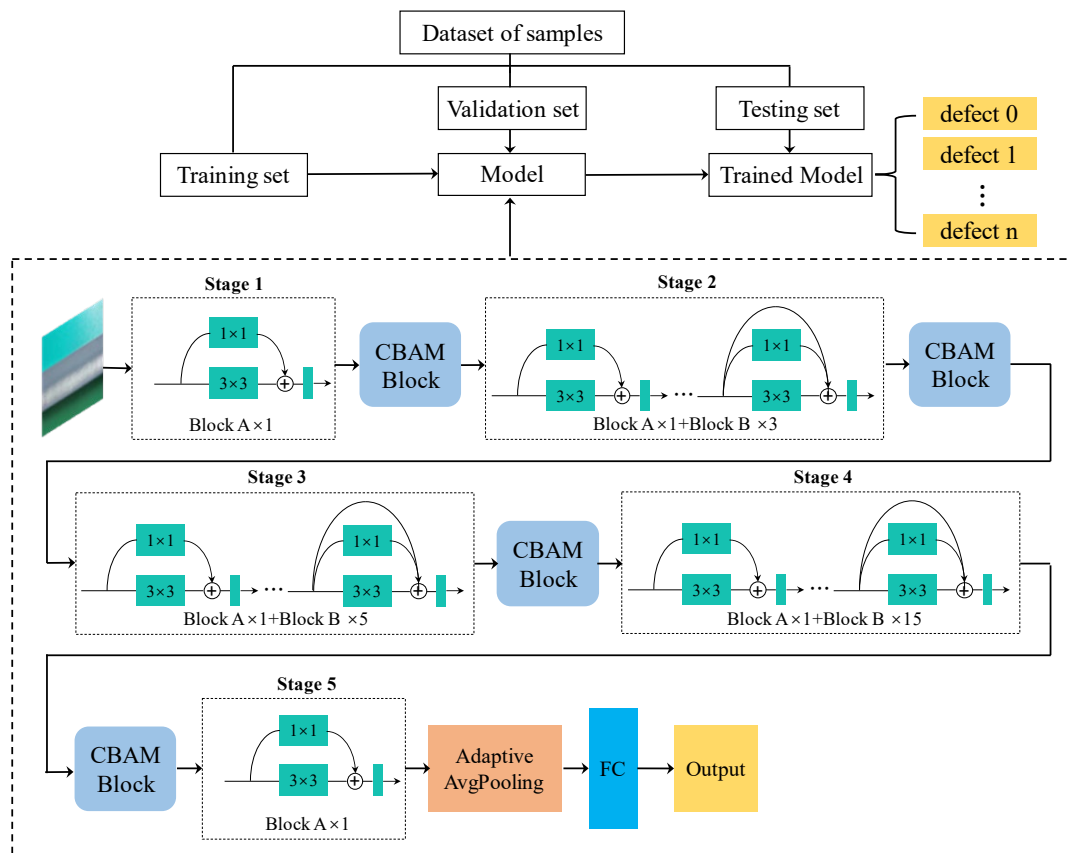 Dataset of samples
Validation set
Testing set
Training set
Model
Trained Model
defect 0
defect 1
⋮
defect n
Stage 1
1×1
3×3
Block A×1
CBAM
Block
Stage 2
1×1
3×3
···
1×1
3×3
Block A×1+Block B ×3
CBAM
Block
Stage 3
1×1
3×3
···
1×1
3×3
Block A×1+Block B ×5
CBAM
Block
Stage 4
1×1
3×3
···
1×1
3×3
Block A×1+Block B ×15
CBAM
Block
Stage 5
1×1
3×3
Block A×1
Adaptive
AvgPooling
FC
Output